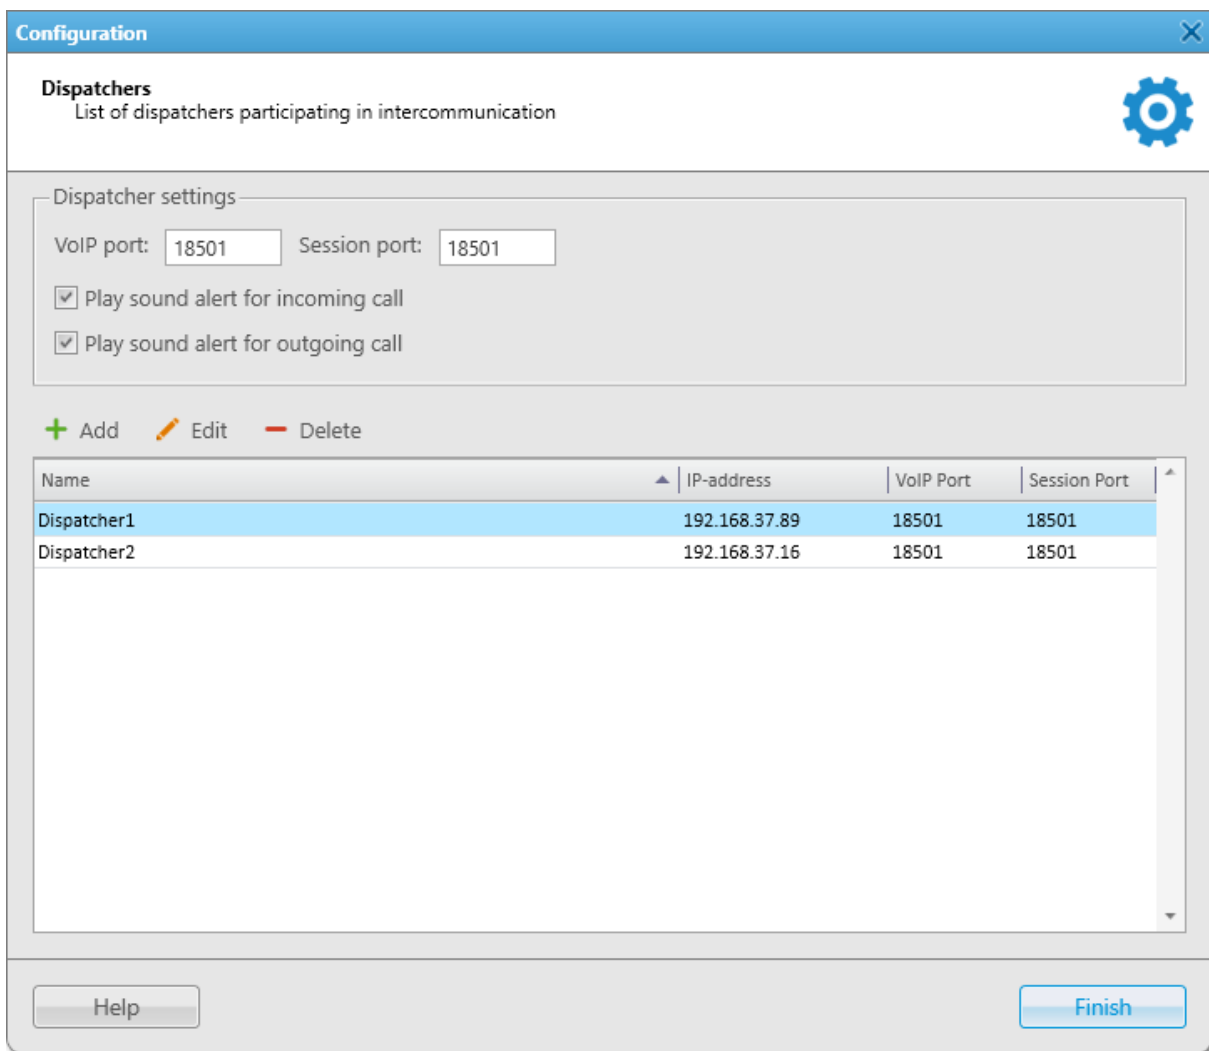 Configuration
Dispatchers
List of dispatchers participating in intercommunication
Dispatcher settings
VoIP port: 18501 Session port: 18501
Play sound alert for incoming call
Play sound alert for outgoing call
Add Edit Delete
Name IP-address VoIP Port Session Port
Dispatcher1 192.168.37.89 18501 18501
Dispatcher2 192.168.37.16 18501 18501
Help Finish